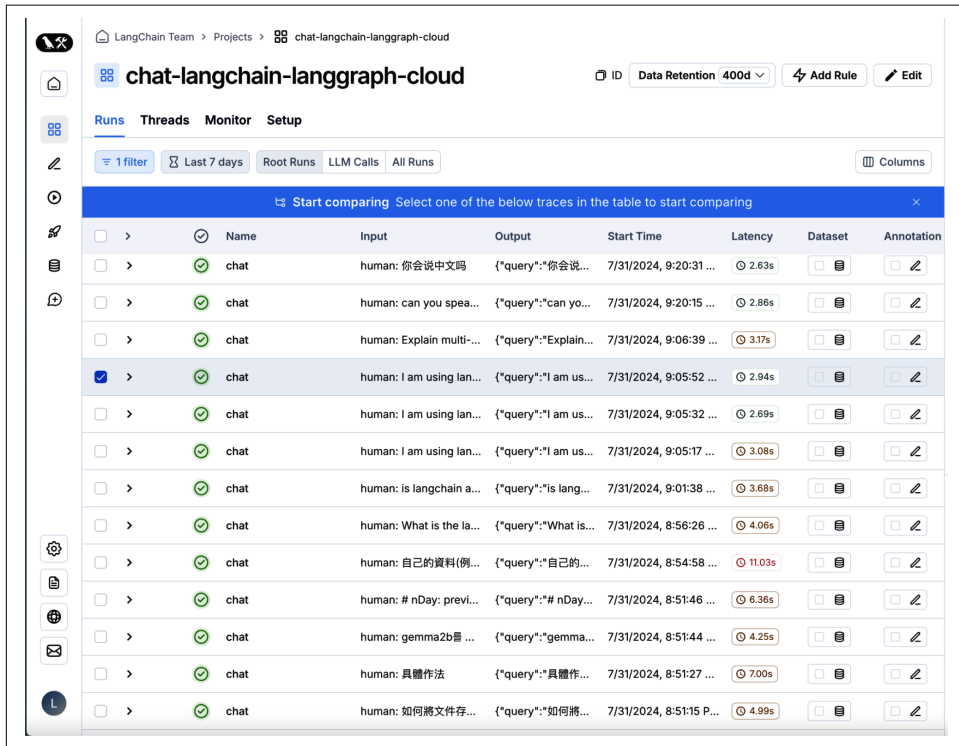 LangChain Team > Projects > chat-langchain-langgraph-cloud
chat-langchain-langgraph-cloud ID Data Retention 400d Add Rule Edit
Runs Threads Monitor Setup
1 filter Last 7 days Root Runs LLM Calls All Runs Columns
Start comparing Select one of the below traces in the table to start comparing
Name Input Output Start Time Latency Dataset Annotation
chat human: 你会说中文吗 {"query":"你会说... 7/31/2024, 9:20:31 ... 2.63s
chat human: can you spea... {"query":"can yo... 7/31/2024, 9:20:15 ... 2.86s
chat human: Explain multi-... {"query":"Explain... 7/31/2024, 9:06:39 ... 3.17s
chat human: I am using lan... {"query":"I am us... 7/31/2024, 9:05:52 ... 2.94s
chat human: I am using lan... {"query":"I am us... 7/31/2024, 9:05:32 ... 2.69s
chat human: I am using lan... {"query":"I am us... 7/31/2024, 9:05:17 ... 3.08s
chat human: is langchain a... {"query":"is lang... 7/31/2024, 9:01:38 ... 3.68s
chat human: What is the la... {"query":"What is... 7/31/2024, 8:56:26 ... 4.06s
chat human: 自己的資料(例... {"query":"自己的... 7/31/2024, 8:54:58 ... 11.03s
chat human: # nDay: previ... {"query":"# nDay... 7/31/2024, 8:51:46 ... 6.36s
chat human: gemma2b를 ... {"query":"gemma... 7/31/2024, 8:51:44 ... 4.25s
chat human: 具體作法 {"query":"具體作... 7/31/2024, 8:51:27 ... 7.00s
chat human: 如何將文件存... {"query":"如何將... 7/31/2024, 8:51:15 P... 4.99s
L